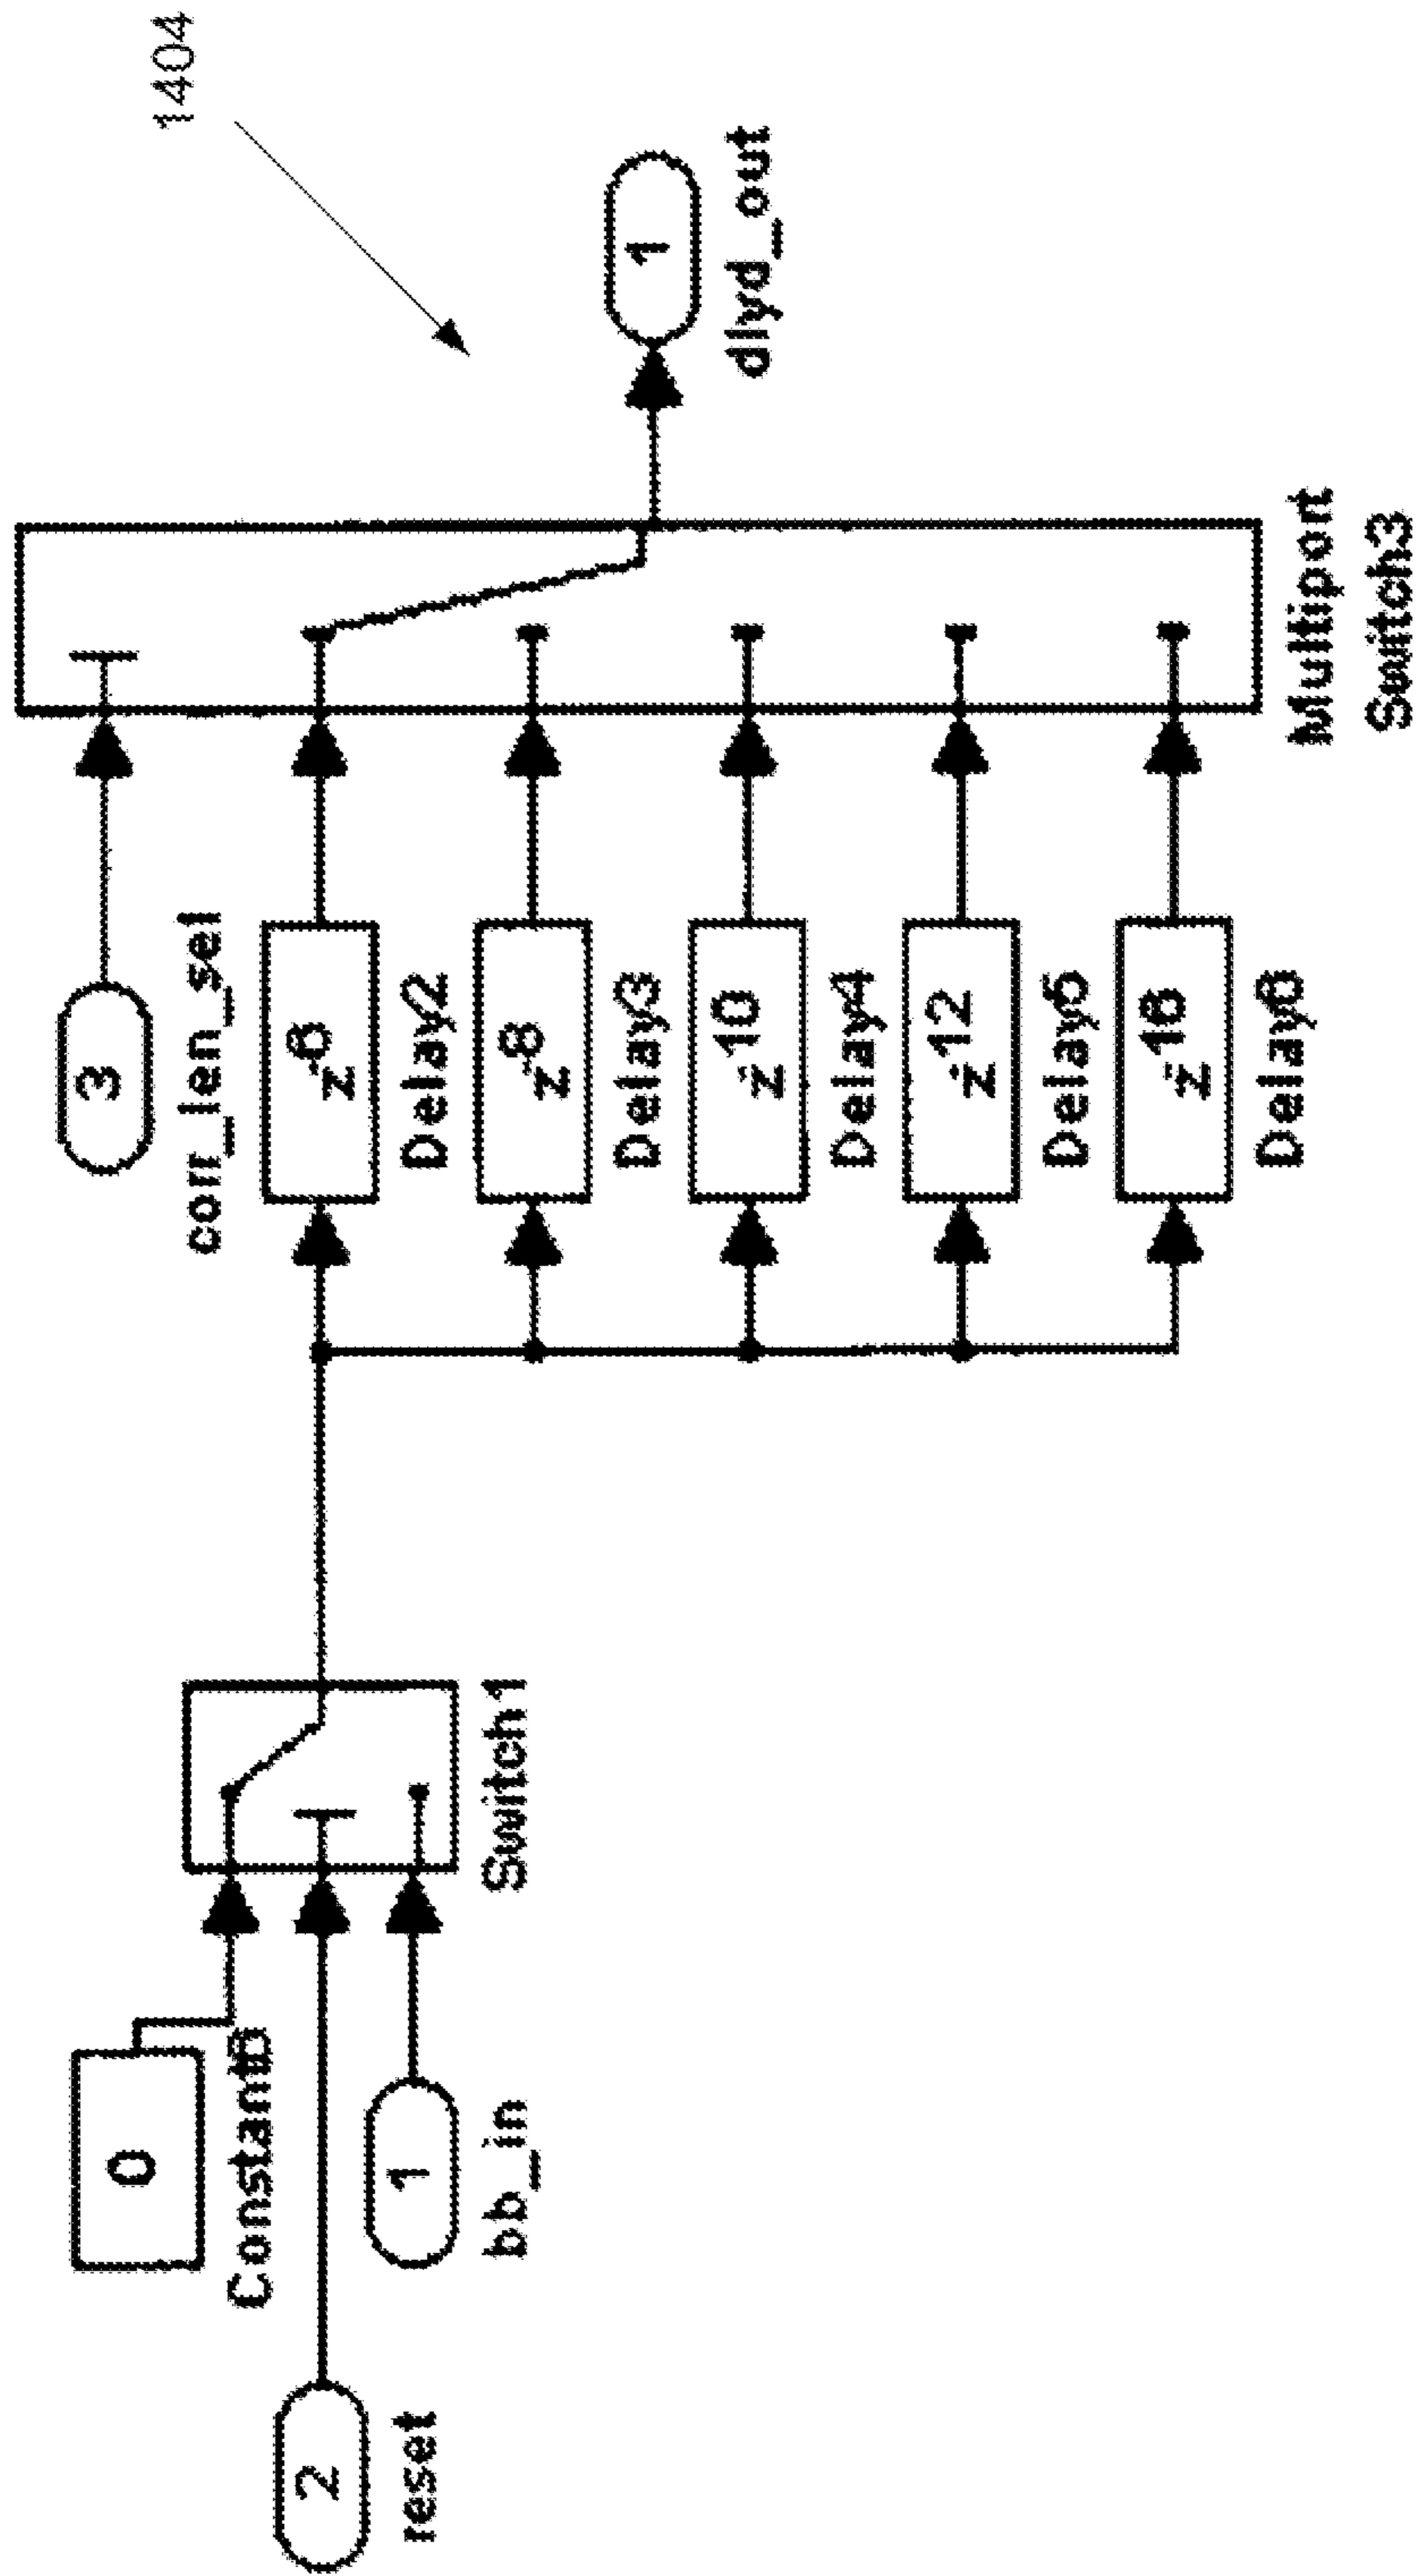 1404
3
corr_len_sel
0
2
reset
1
bb_in
Switch1
z-6
Delay2
z-8
Delay3
z-10
Delay4
z-12
Delay5
z-16
Delay6
Multiport
Switch3
1
dlyd_out